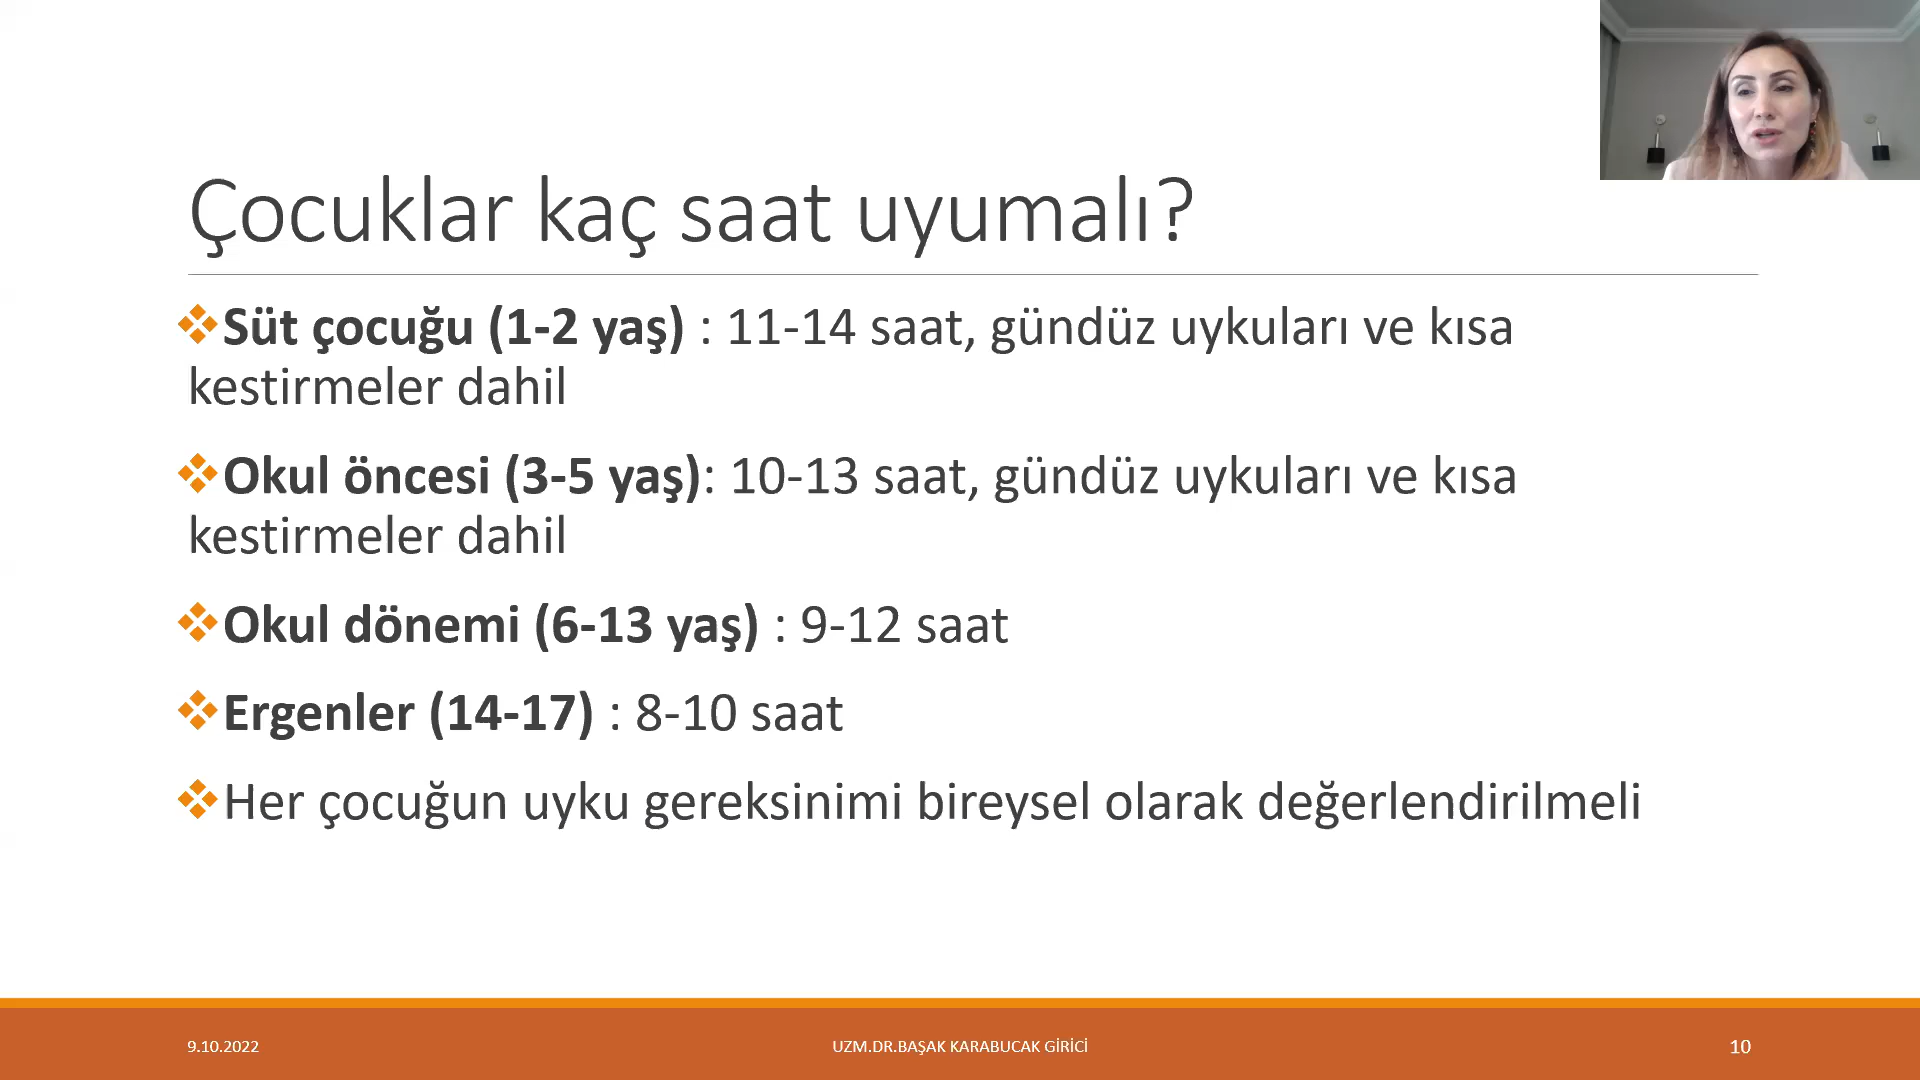 Çocuklar kaç saat uyumalı?
❖Süt çocuğu (1-2 yaş) : 11-14 saat, gündüz uykuları ve kısa
kestirmeler dahil
❖Okul öncesi (3-5 yaş): 10-13 saat, gündüz uykuları ve kısa
kestirmeler dahil
❖Okul dönemi (6-13 yaş) : 9-12 saat
❖Ergenler (14-17) : 8-10 saat
❖Her çocuğun uyku gereksinimi bireysel olarak değerlendirilmeli
9.10.2022
UZM.DR.BAŞAK KARABUCAK GİRİCİ
10